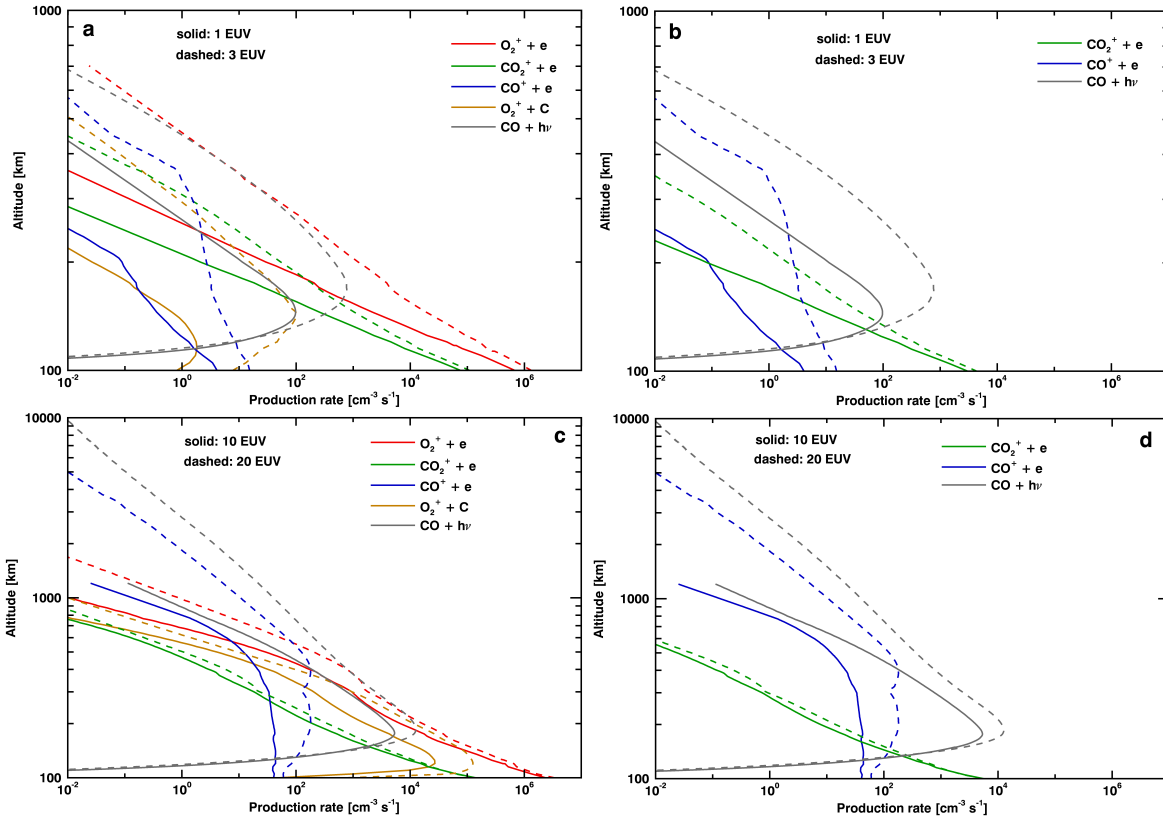 a
solid: 1 EUV
dashed: 3 EUV
O₂⁺ + e
CO₂⁺ + e
CO⁺ + e
O₂⁺ + C
CO + hν
1000
100
Altitude [km]
10⁻² 10⁰ 10² 10⁴ 10⁶
Production rate [cm⁻³ s⁻¹]
b
solid: 1 EUV
dashed: 3 EUV
CO₂⁺ + e
CO⁺ + e
CO + hν
1000
100
Altitude [km]
10⁻² 10⁰ 10² 10⁴ 10⁶
Production rate [cm⁻³ s⁻¹]
c
solid: 10 EUV
dashed: 20 EUV
O₂⁺ + e
CO₂⁺ + e
CO⁺ + e
O₂⁺ + C
CO + hν
10000
1000
100
Altitude [km]
10⁻² 10⁰ 10² 10⁴ 10⁶
Production rate [cm⁻³ s⁻¹]
d
solid: 10 EUV
dashed: 20 EUV
CO₂⁺ + e
CO⁺ + e
CO + hν
10000
1000
100
Altitude [km]
10⁻² 10⁰ 10² 10⁴ 10⁶
Production rate [cm⁻³ s⁻¹]